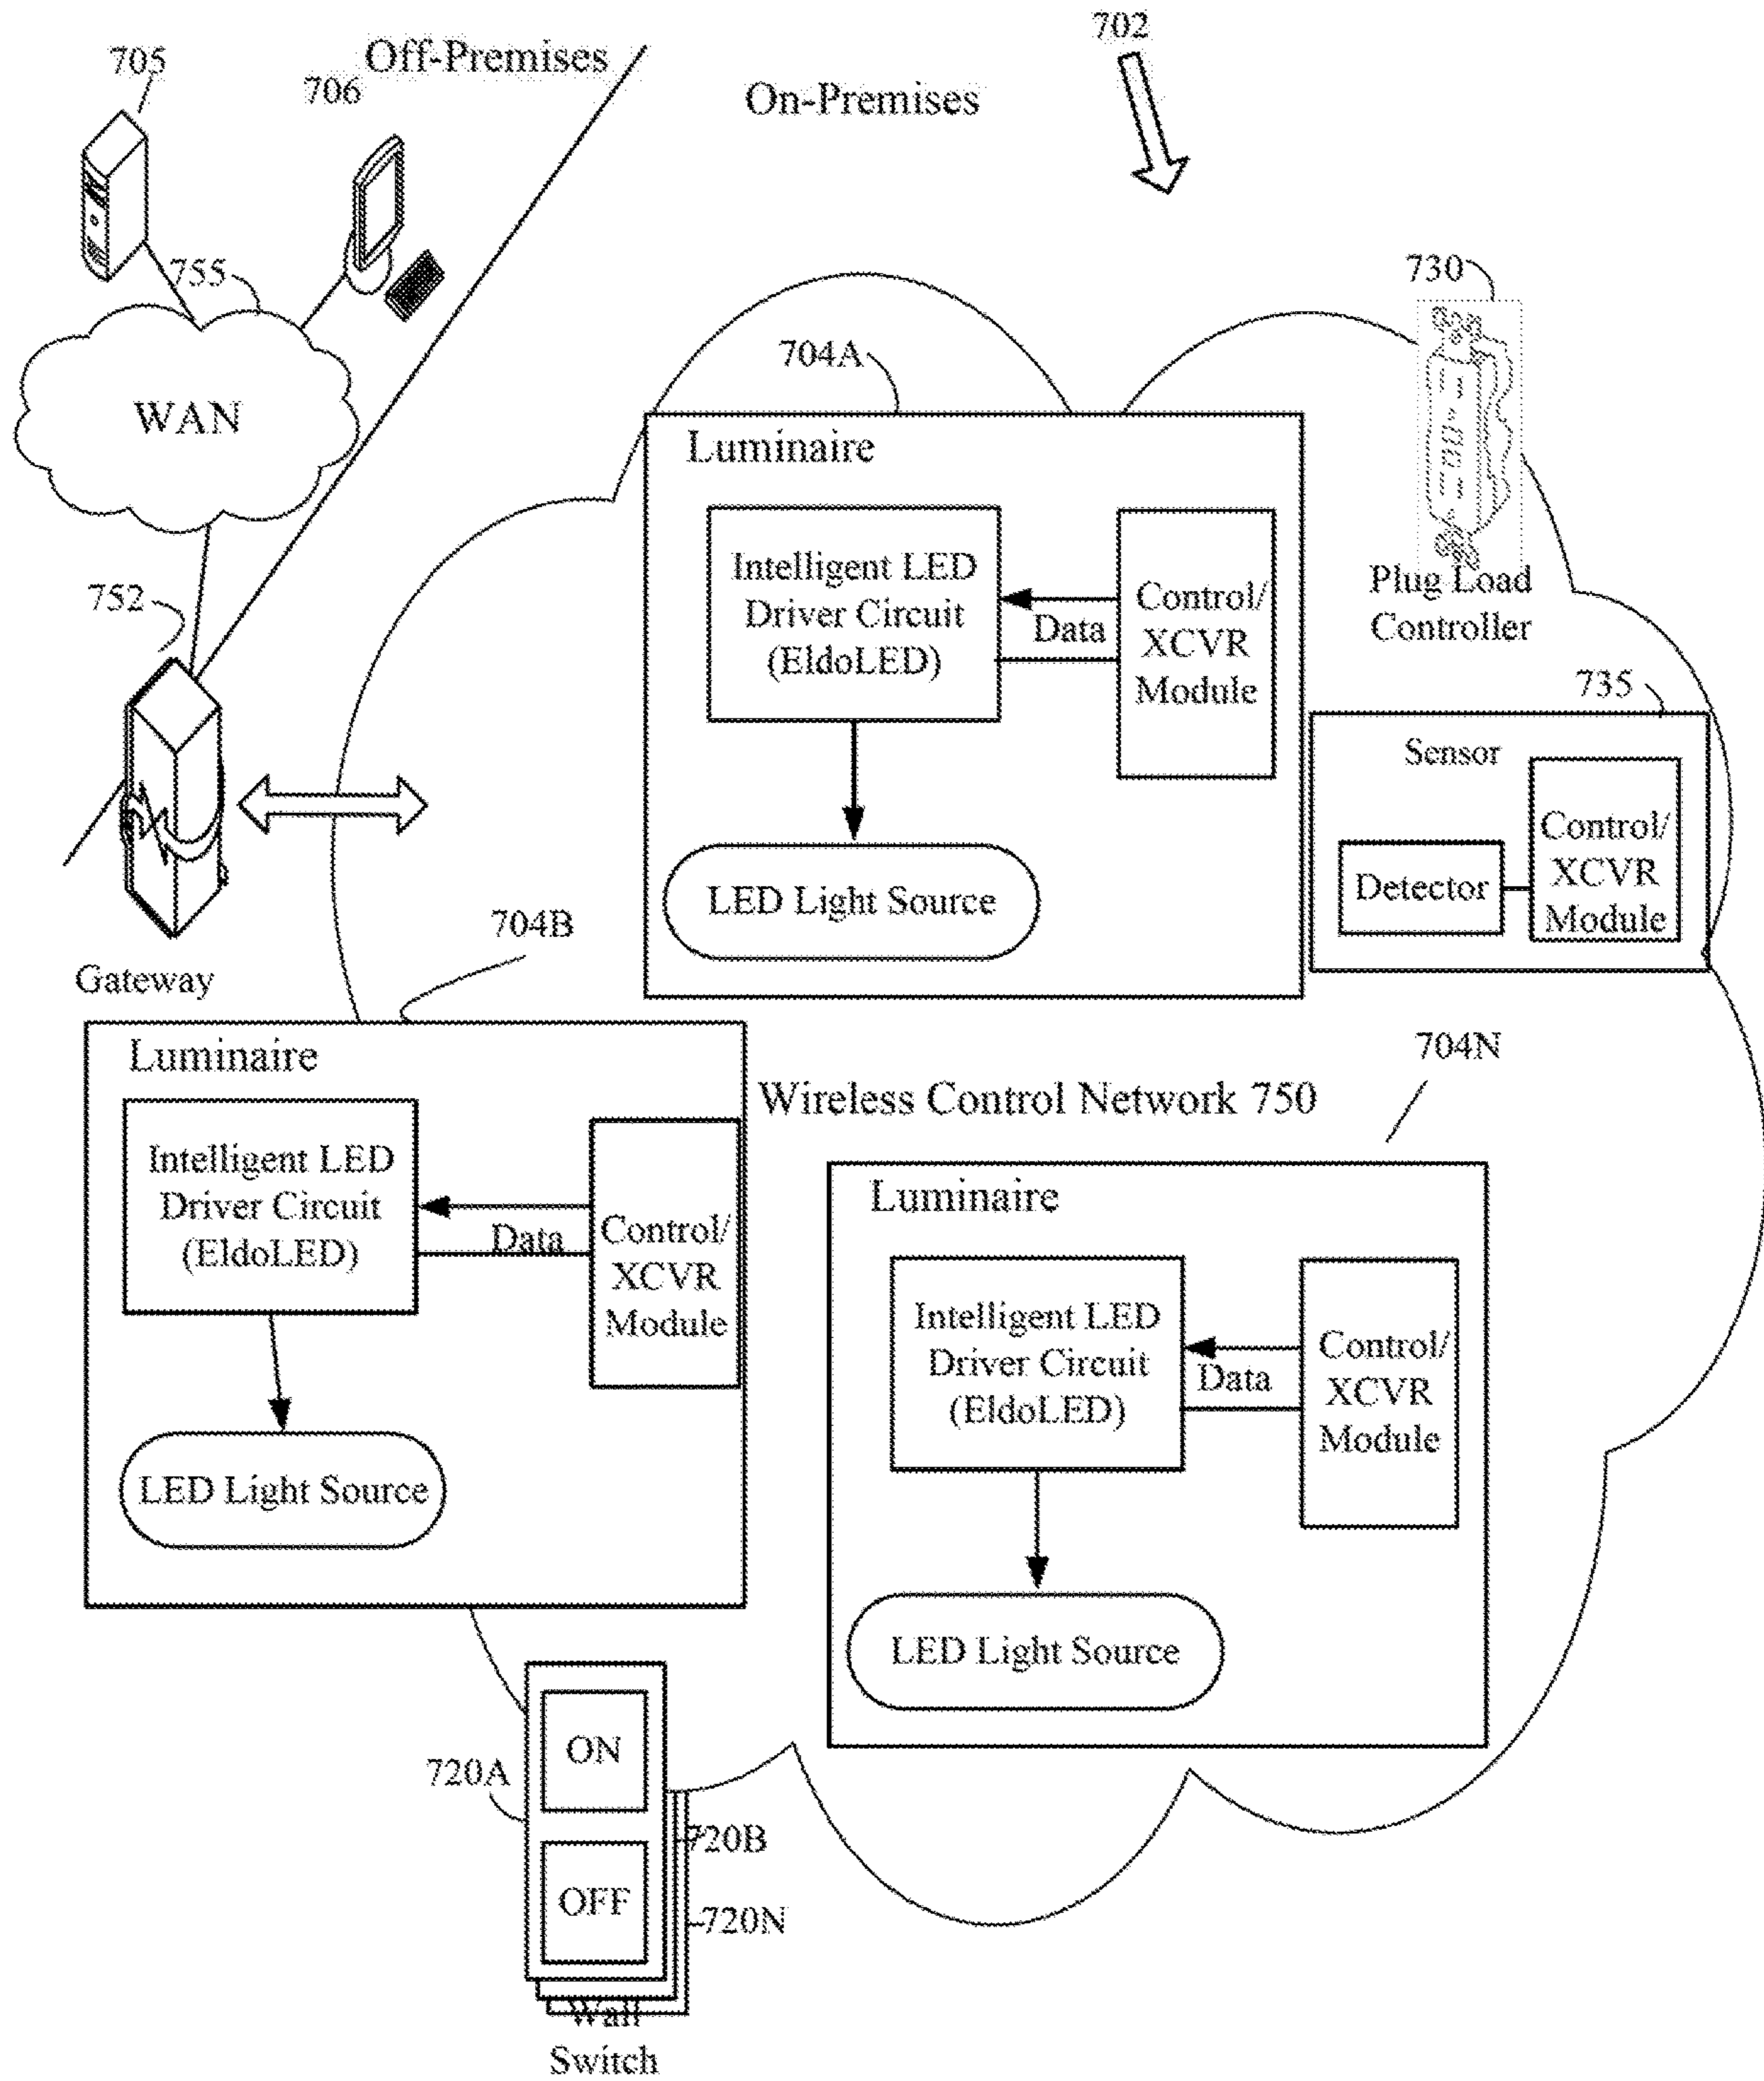 702
705
Off-Premises
706
On-Premises
755
730
704A
WAN
Luminaire
Intelligent LED
Driver Circuit
(EldoLED)
Data
Control/
XCVR
Module
Plug Load
Controller
752
735
Sensor
Control/
XCVR
Module
Detector
LED Light Source
704B
Gateway
704N
Luminaire
Wireless Control Network 750
Intelligent LED
Driver Circuit
(EldoLED)
Data
Control/
XCVR
Module
Luminaire
Intelligent LED
Driver Circuit
(EldoLED)
Data
Control/
XCVR
Module
LED Light Source
LED Light Source
ON
720A
720B
OFF
720N
Wall
Switch